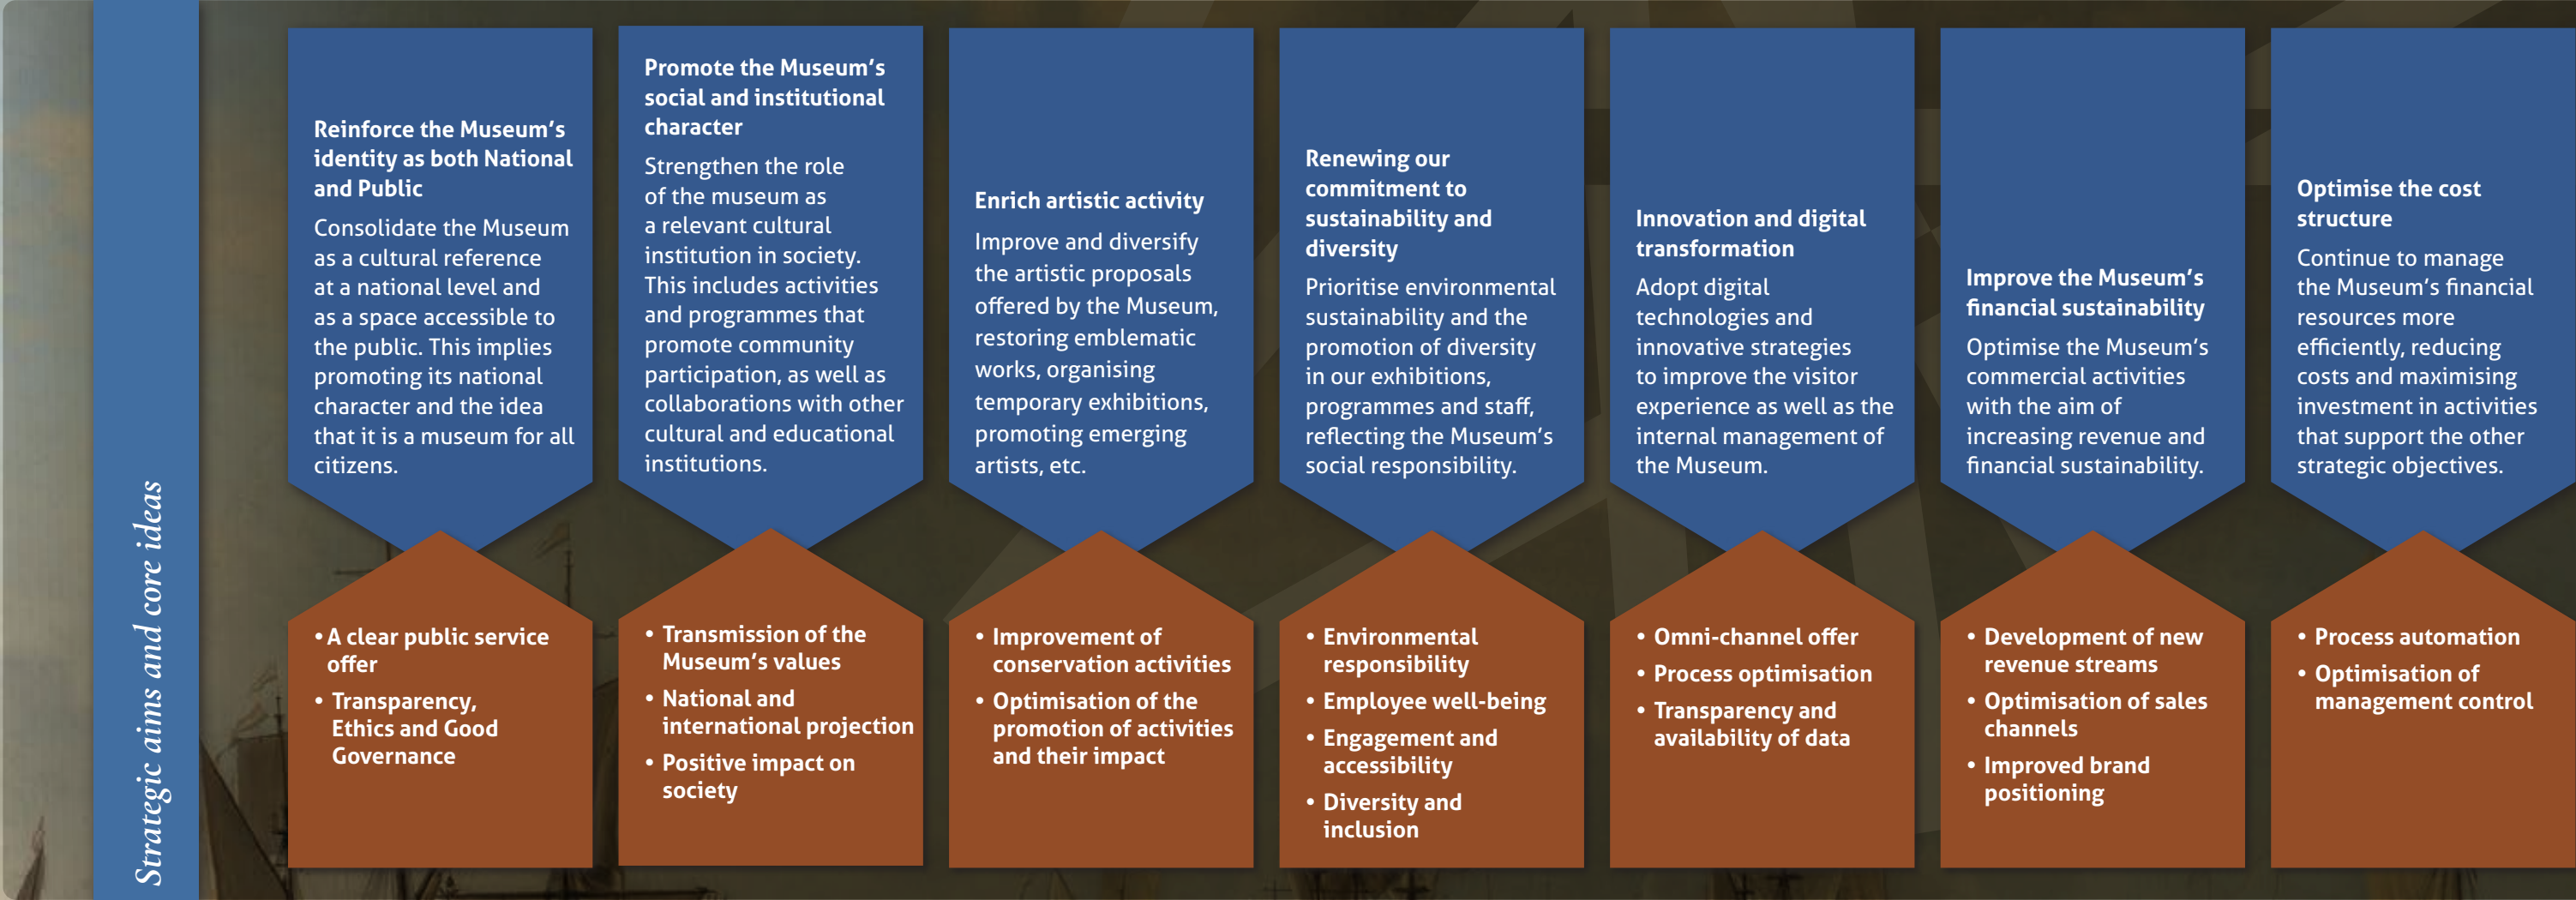 Strategic aims and core ideas
Reinforce the Museum's
identity as both National
and Public
Consolidate the Museum
as a cultural reference
at a national level and
as a space accessible to
the public. This implies
promoting its national
character and the idea
that it is a museum for all
citizens.
• A clear public service
offer
• Transparency,
Ethics and Good
Governance
Promote the Museum's
social and institutional
character
Strengthen the role
of the museum as
a relevant cultural
institution in society.
This includes activities
and programmes that
promote community
participation, as well as
collaborations with other
cultural and educational
institutions.
• Transmission of the
Museum's values
• National and
international projection
• Positive impact on
society
Enrich artistic activity
Improve and diversify
the artistic proposals
offered by the Museum,
restoring emblematic
works, organising
temporary exhibitions,
promoting emerging
artists, etc.
• Improvement of
conservation activities
• Optimisation of the
promotion of activities
and their impact
Renewing our
commitment to
sustainability and
diversity
Prioritise environmental
sustainability and the
promotion of diversity
in our exhibitions,
programmes and staff,
reflecting the Museum's
social responsibility.
• Environmental
responsibility
• Employee well-being
• Engagement and
accessibility
• Diversity and
inclusion
Innovation and digital
transformation
Adopt digital
technologies and
innovative strategies
to improve the visitor
experience as well as the
internal management of
the Museum.
• Omni-channel offer
• Process optimisation
• Transparency and
availability of data
Improve the Museum's
financial sustainability
Optimise the Museum's
commercial activities
with the aim of
increasing revenue and
financial sustainability.
• Development of new
revenue streams
• Optimisation of sales
channels
• Improved brand
positioning
Optimise the cost
structure
Continue to manage
the Museum's financial
resources more
efficiently, reducing
costs and maximising
investment in activities
that support the other
strategic objectives.
• Process automation
• Optimisation of
management control